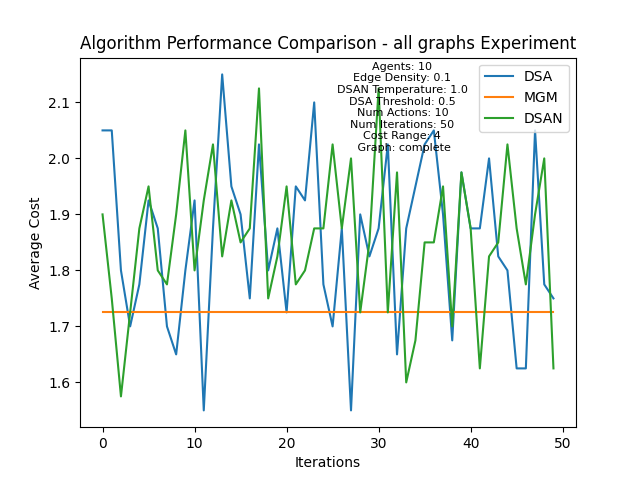 Algorithm Performance Comparison - all graphs Experiment
Agents: 10
Edge Density: 0.1
DSAN Temperature: 1.0
DSA Threshold: 0.5
Num Actions: 10
Num Iterations: 50
Cost Range: 4
Graph: complete
DSA
MGM
DSAN
2.1
2.0
1.9
1.8
1.7
1.6
Average Cost
0 10 20 30 40 50
Iterations